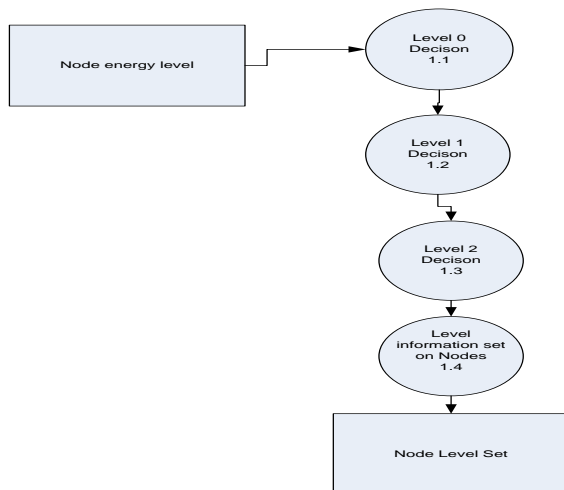 Node energy level
Level 0
Decison
1.1
Level 1
Decison
1.2
Level 2
Decison
1.3
Level
information set
on Nodes
1.4
Node Level Set